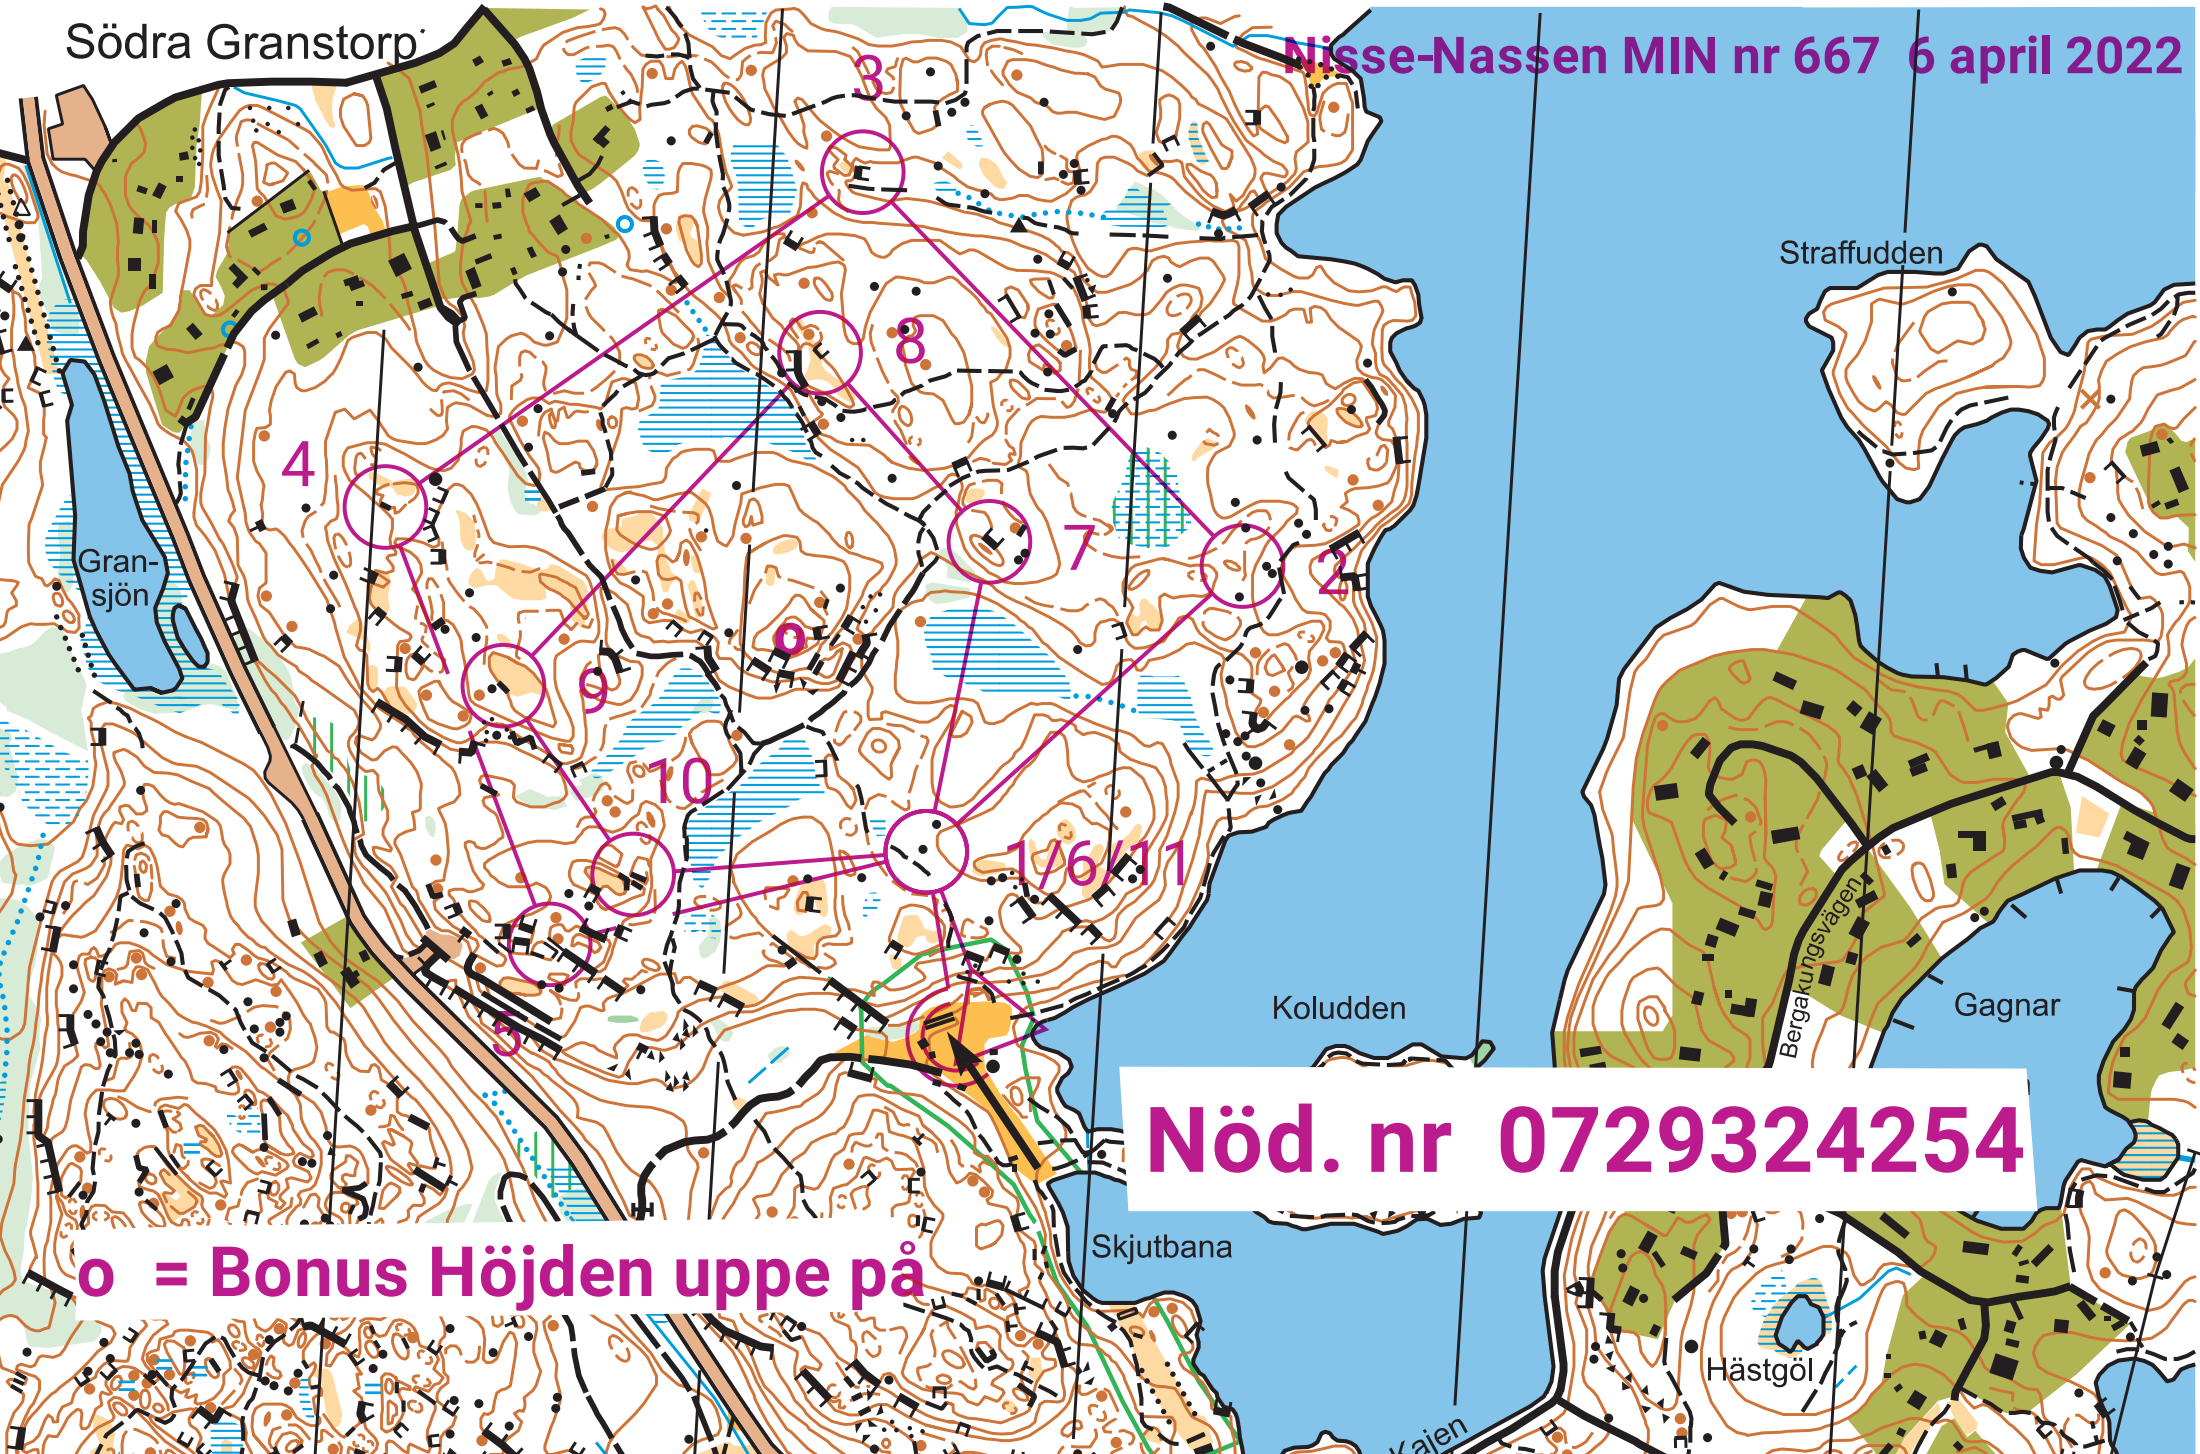 Södra Granstorp
Nisse-Nassen MIN nr 667 6 april 2022
3
Straffudden
8
4
7
2
Gran-
sjön
o
9
10
1/6/11
Bergakungsvägen
Gagnar
Koludden
5
Nöd. nr 0729324254
Skjutbana
o = Bonus Höjden uppe på
Hästgöl
Kajen